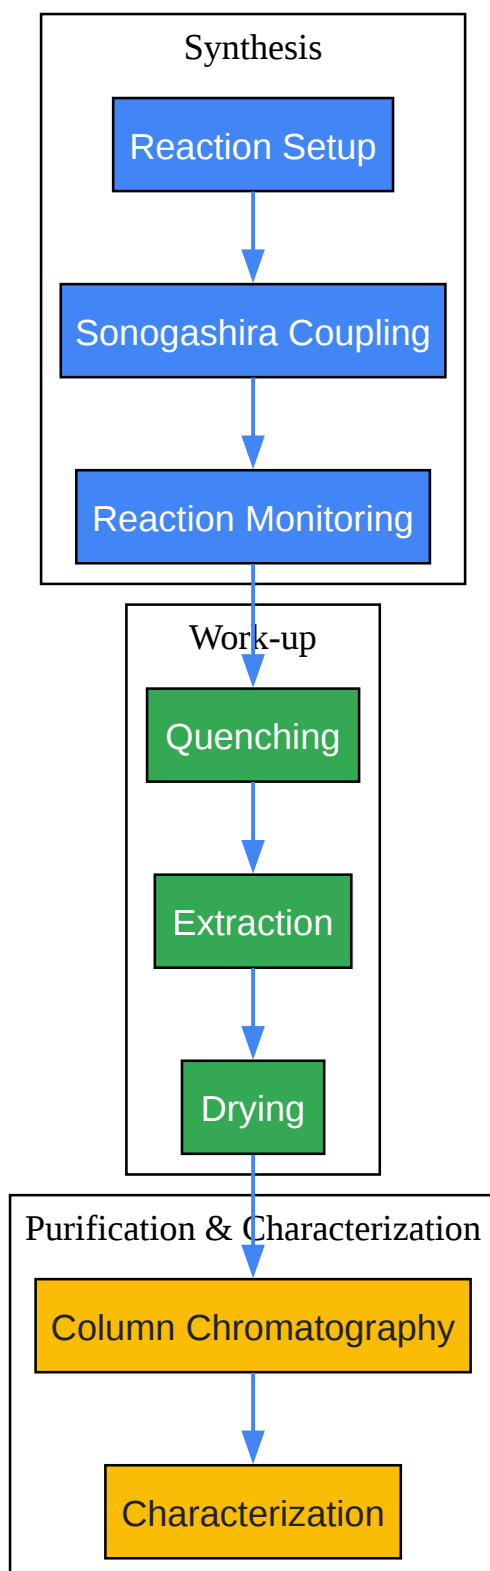 Synthesis
Reaction Setup
Sonogashira Coupling
Reaction Monitoring
Work-up
Quenching
Extraction
Drying
Purification & Characterization
Column Chromatography
Characterization